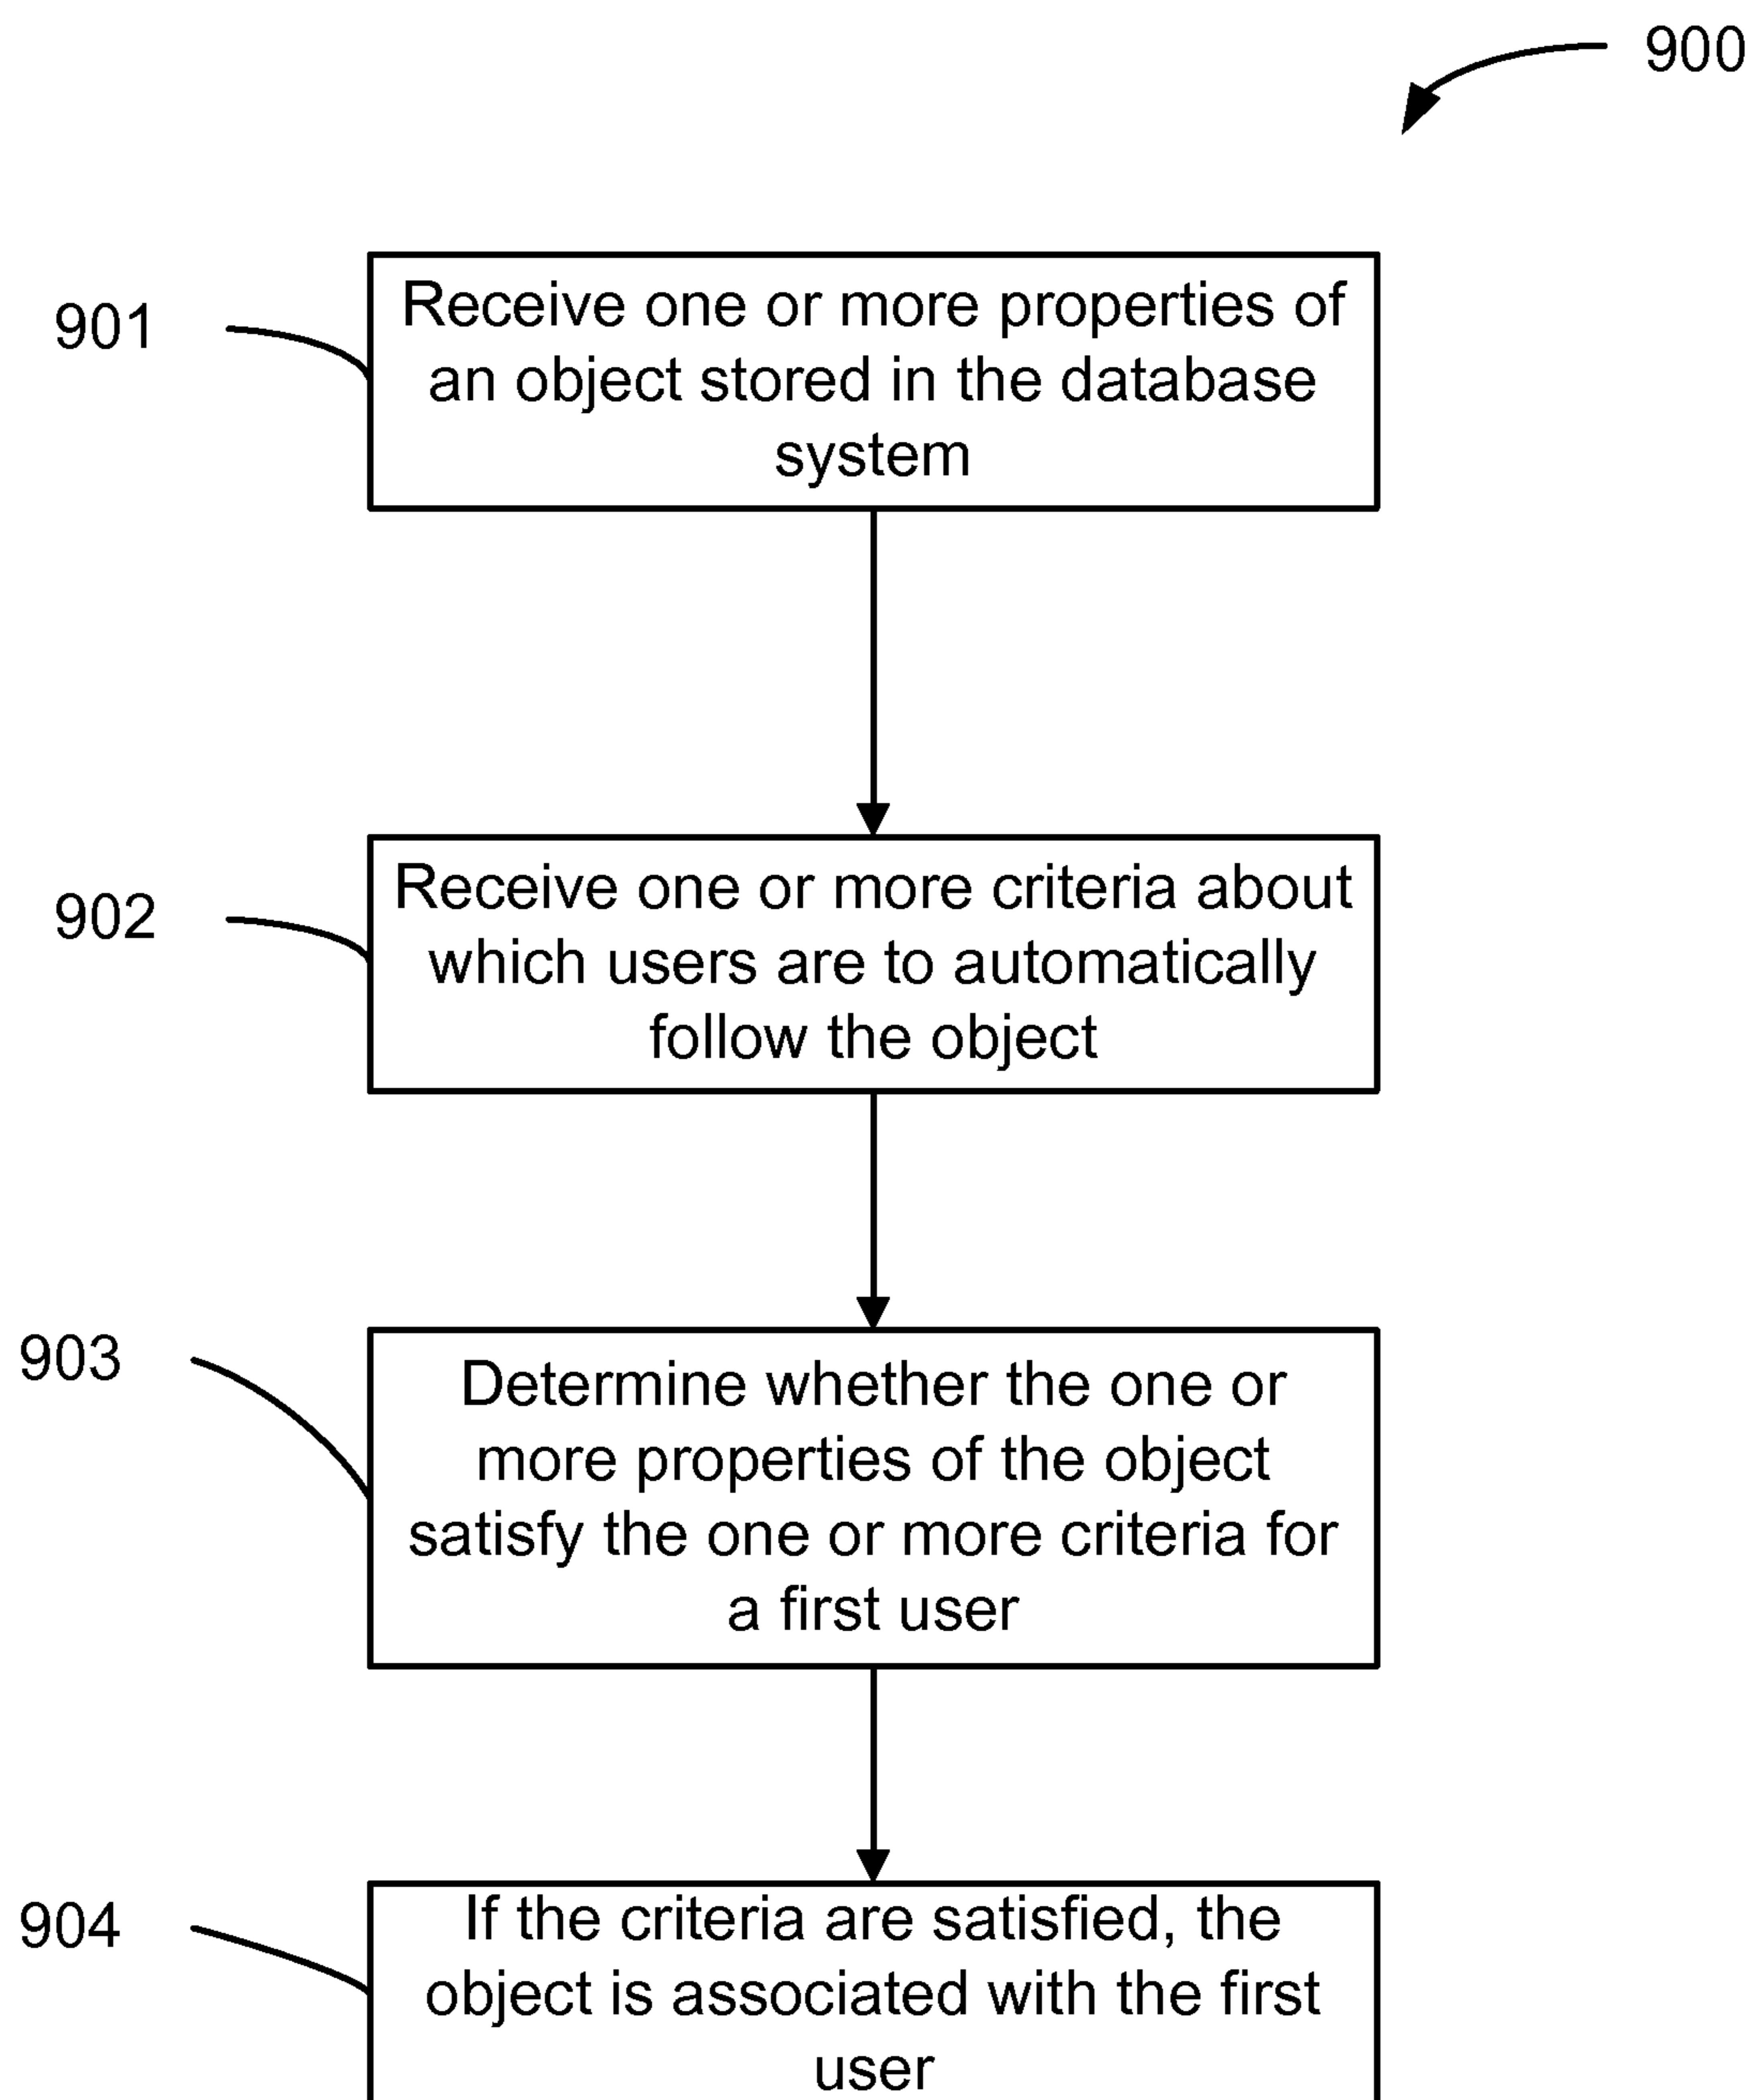 900
901
Receive one or more properties of
an object stored in the database
system
902
Receive one or more criteria about
which users are to automatically
follow the object
903
Determine whether the one or
more properties of the object
satisfy the one or more criteria for
a first user
904
If the criteria are satisfied, the
object is associated with the first
user